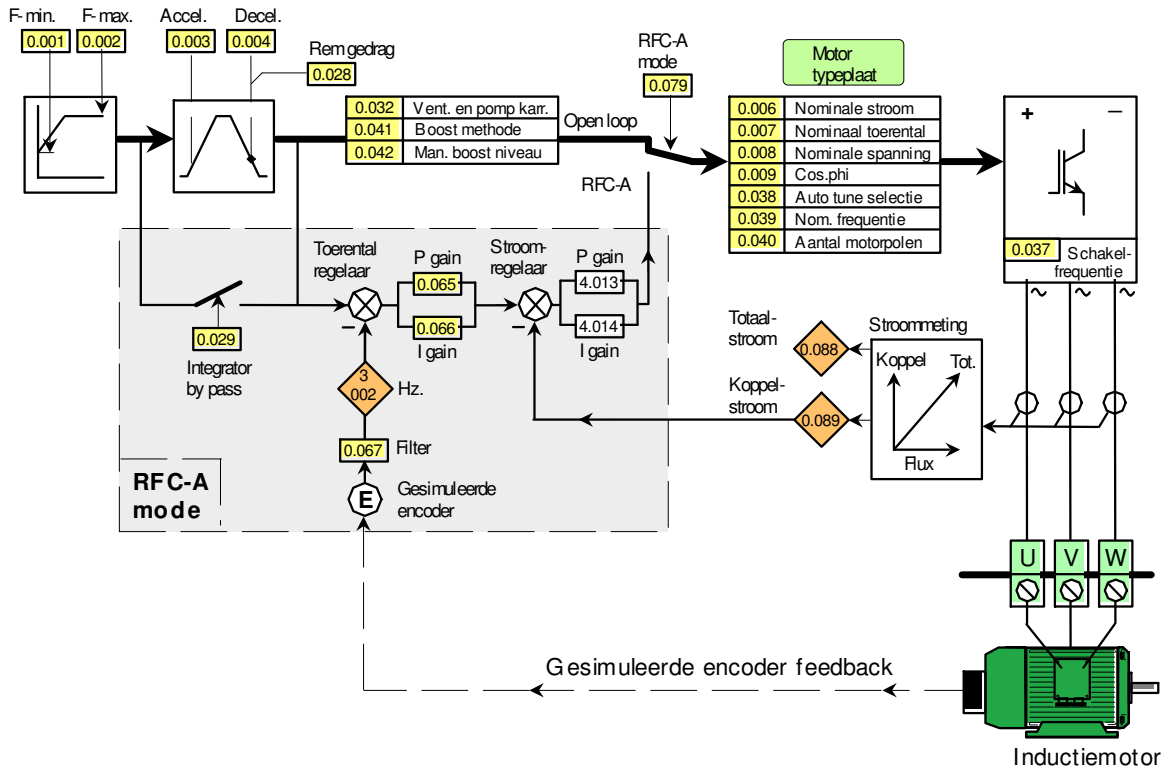 F-min.
F-max.
Accel.
Decel.
0.001
0.002
0.003
0.004
Remgedrag
0.028
RFC-A
mode
0.079
Motor
typeplaat
0.032 Vent. en pomp karr.
0.041 Boost methode
0.042 Man. boost niveau
Open loop
RFC-A
0.006 Nominale stroom
0.007 Nominaal toerental
0.008 Nominale spanning
0.009 Cos.phi
0.038 Auto tune selectie
0.039 Nom. frequentie
0.040 Aantal motorpolen
+
−
0.037
Schakel-
frequentie
~ ~ ~
Toerental
regelaar
P gain
0.065
0.066
I gain
Stroom-
regelaar
P gain
4.013
4.014
I gain
−
−
0.029
Integrator
by pass
3
002
Hz.
0.067
Filter
E
Gesimuleerde
encoder
RFC-A
mode
Totaal-
stroom
0.088
Koppel-
stroom
0.089
Stroommeting
Koppel
Tot.
Flux
U
V
W
Gesimuleerde encoder feedback
Inductiemotor